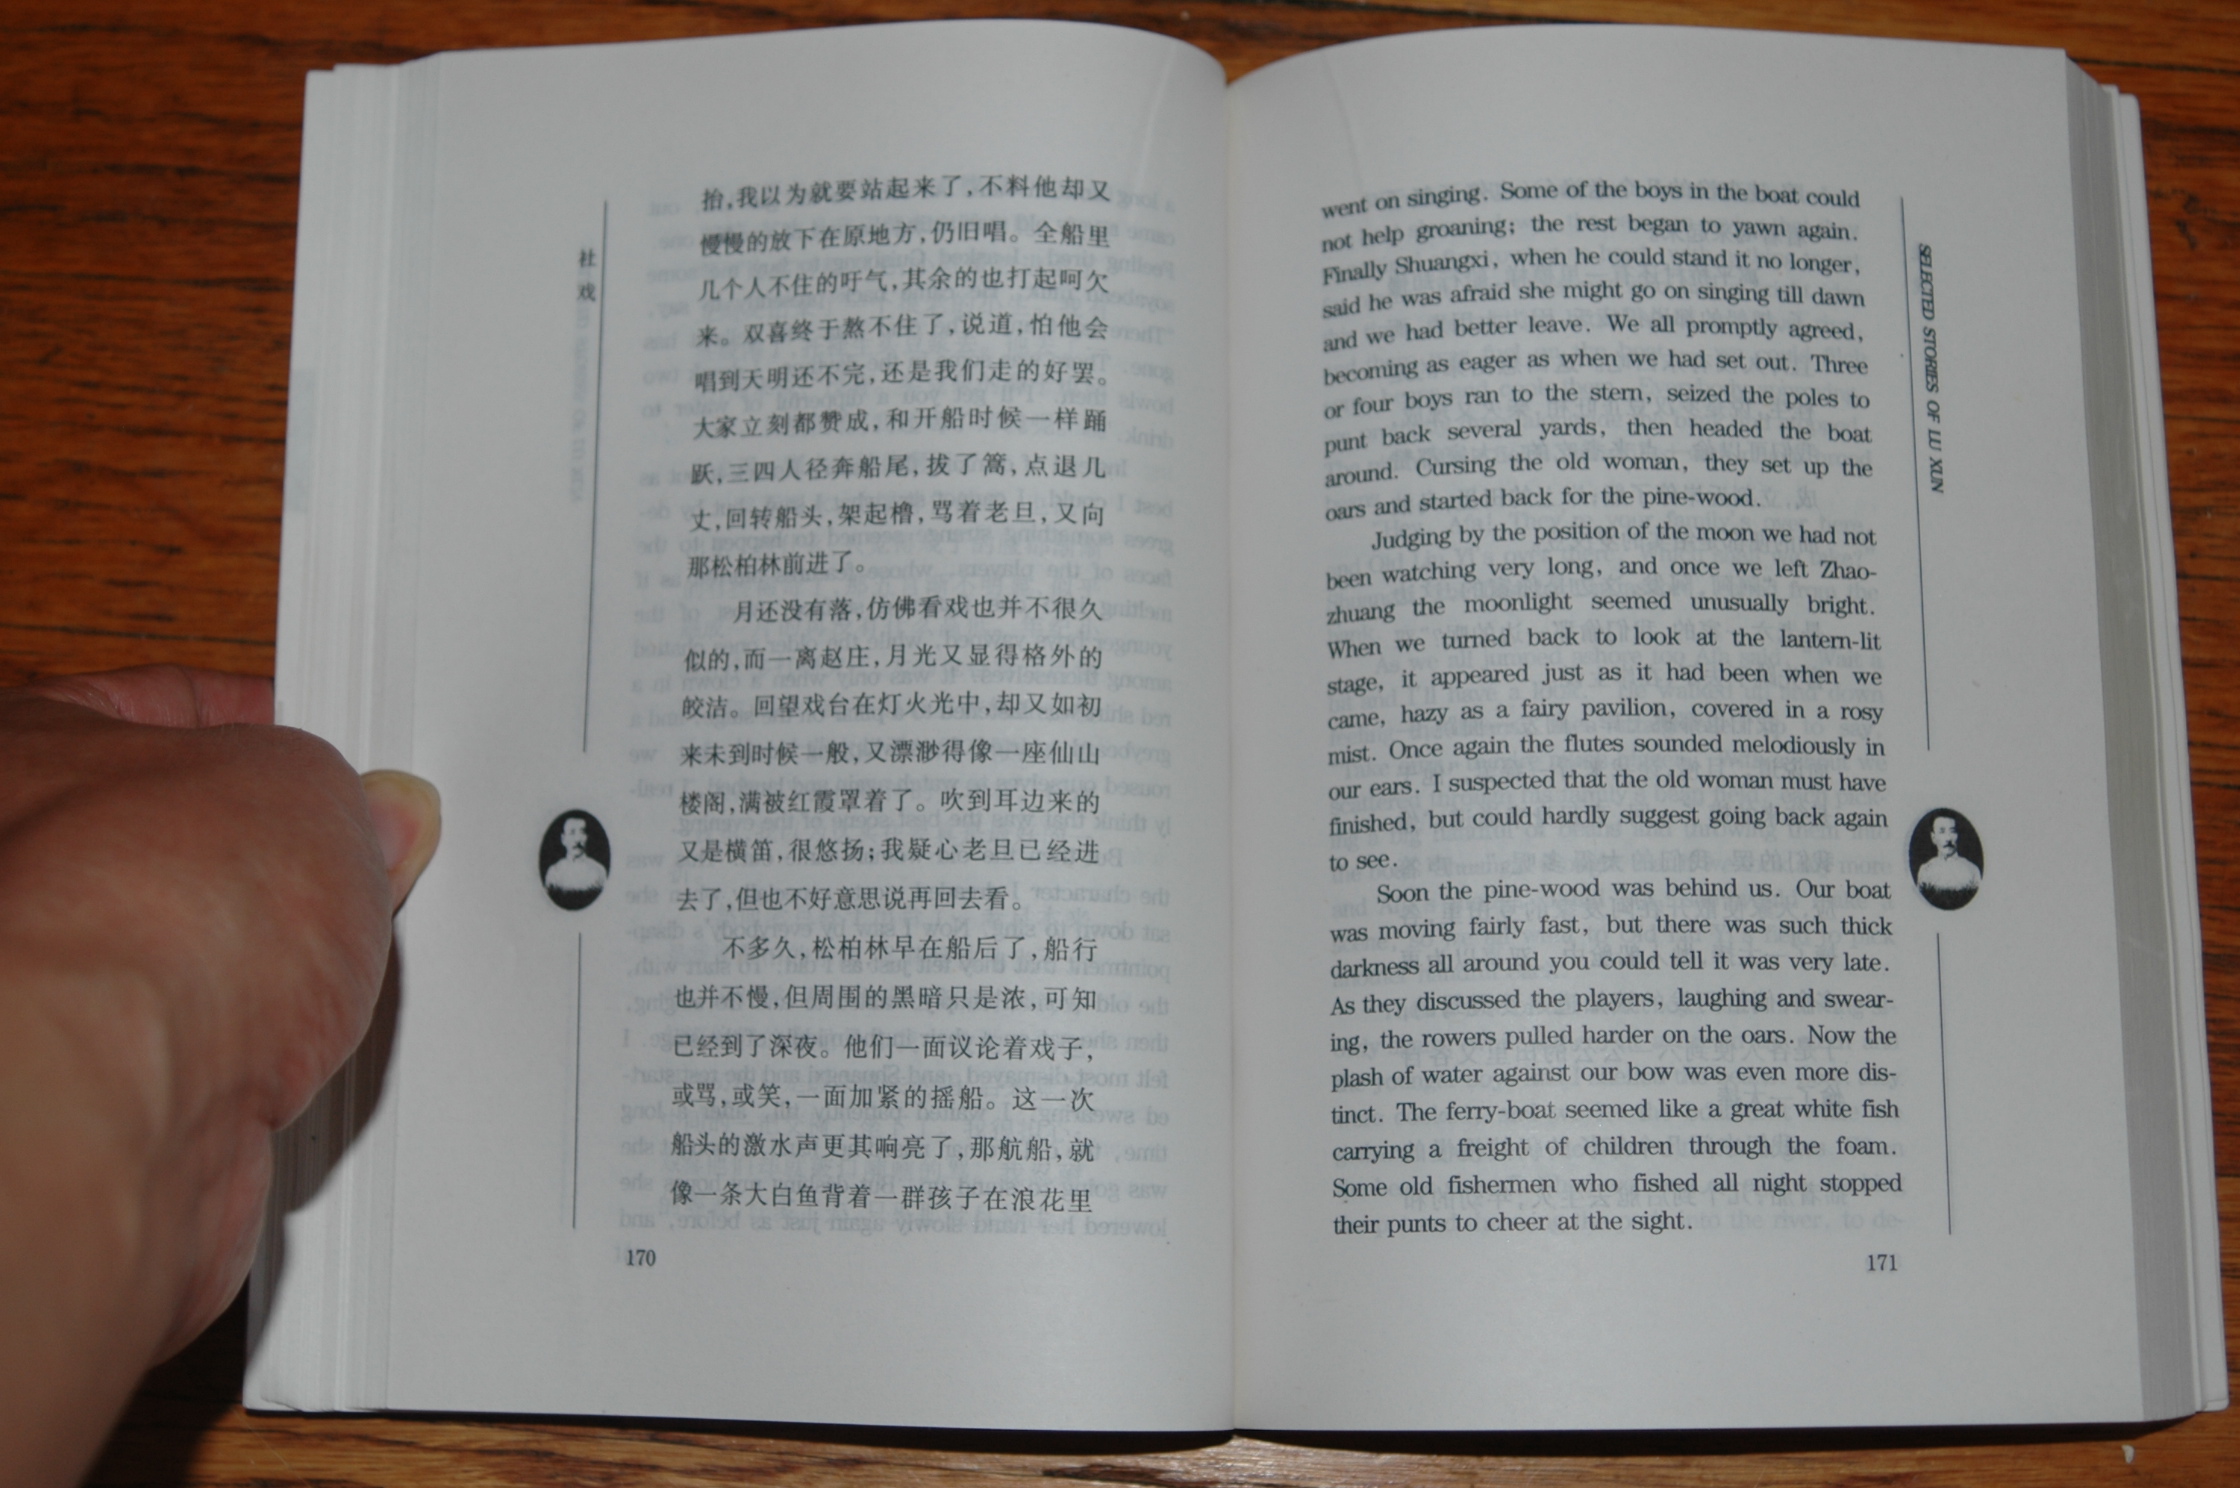 社
戏
抬,我以为就要站起来了,不料他却又
慢慢的放下在原地方,仍旧唱。全船里
几个人不住的吁气,其余的也打起呵欠
来。双喜终于熬不住了,说道,怕他会
唱到天明还不完,还是我们走的好罢。
大家立刻都赞成,和开船时候一样踊
跃,三四人径奔船尾,拔了篙,点退几
丈,回转船头,架起橹,骂着老旦,又向
那松柏林前进了。
月还没有落,仿佛看戏也并不很久
似的,而一离赵庄,月光又显得格外的
皎洁。回望戏台在灯火光中,却又如初
来未到时候一般,又漂渺得像一座仙山
楼阁,满被红霞罩着了。吹到耳边来的
又是横笛,很悠扬;我疑心老旦已经进
去了,但也不好意思说再回去看。
不多久,松柏林早在船后了,船行
也并不慢,但周围的黑暗只是浓,可知
已经到了深夜。他们一面议论着戏子,
或骂,或笑,一面加紧的摇船。这一次
船头的激水声更其响亮了,那航船,就
像一条大白鱼背着一群孩子在浪花里
170
SELECTED STORIES OF LU XUN
went on singing. Some of the boys in the boat could
not help groaning; the rest began to yawn again.
Finally Shuangxi, when he could stand it no longer,
said he was afraid she might go on singing till dawn
and we had better leave. We all promptly agreed,
becoming as eager as when we had set out. Three
or four boys ran to the stern, seized the poles to
punt back several yards, then headed the boat
around. Cursing the old woman, they set up the
oars and started back for the pine-wood.
Judging by the position of the moon we had not
been watching very long, and once we left Zhao-
zhuang the moonlight seemed unusually bright.
When we turned back to look at the lantern-lit
stage, it appeared just as it had been when we
came, hazy as a fairy pavilion, covered in a rosy
mist. Once again the flutes sounded melodiously in
our ears. I suspected that the old woman must have
finished, but could hardly suggest going back again
to see.
Soon the pine-wood was behind us. Our boat
was moving fairly fast, but there was such thick
darkness all around you could tell it was very late.
As they discussed the players, laughing and swear-
ing, the rowers pulled harder on the oars. Now the
plash of water against our bow was even more dis-
tinct. The ferry-boat seemed like a great white fish
carrying a freight of children through the foam.
Some old fishermen who fished all night stopped
their punts to cheer at the sight.
171